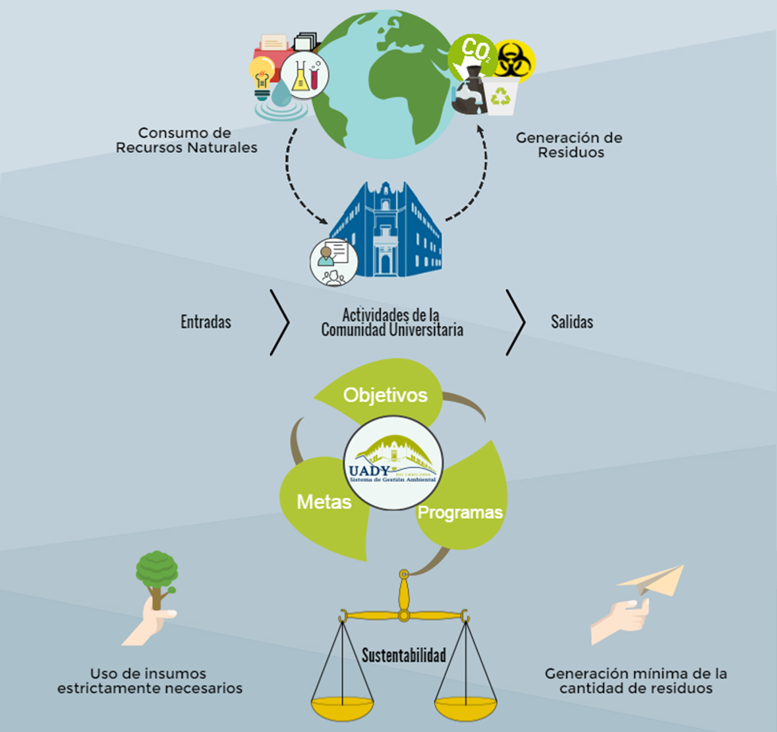 CO2
Consumo de
Recursos Naturales
Generación de
Residuos
Entradas
Actividades de la
Comunidad Universitaria
Salidas
Objetivos
UADY
Sistema de Gestión Ambiental
Metas
Programas
Sustentabilidad
Uso de insumos
estrictamente necesarios
Generación mínima de la
cantidad de residuos